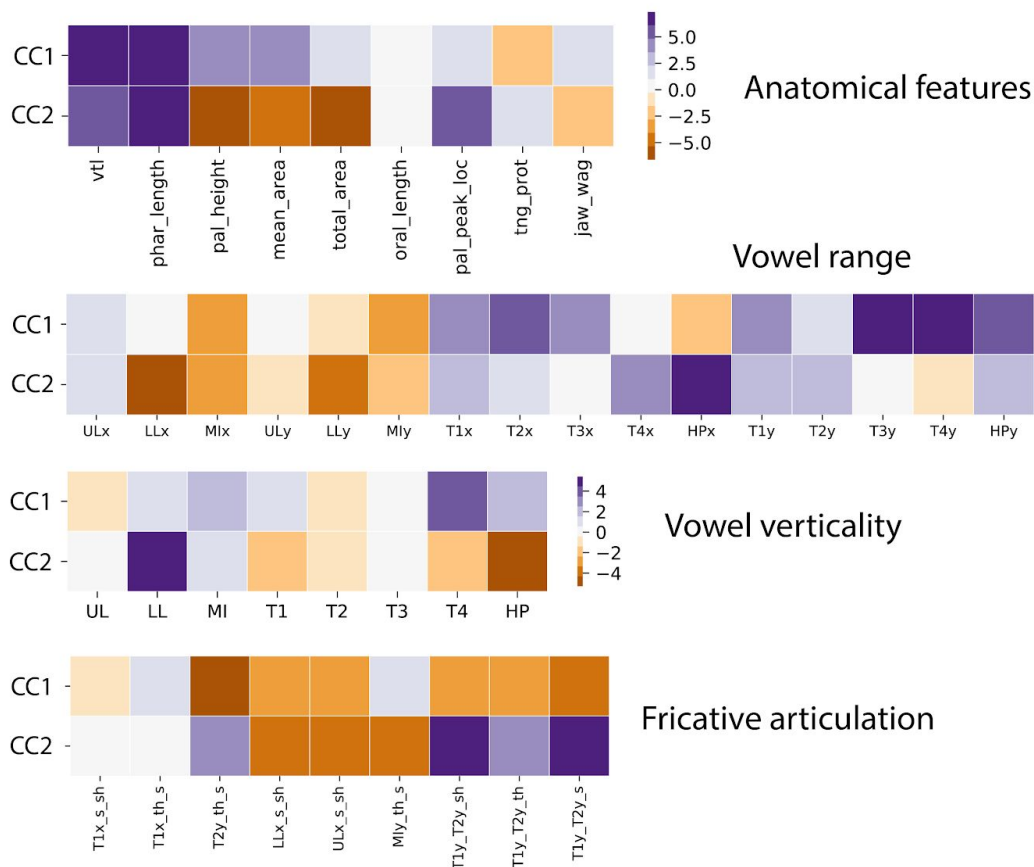 CC1
CC2
vtl
phar_length
pal_height
mean_area
total_area
oral_length
pal_peak_loc
tng_prot
jaw_wag
5.0
2.5
0.0
−2.5
−5.0
Anatomical features
Vowel range
CC1
CC2
ULx LLx MIx ULy LLy MIy T1x T2x T3x T4x HPx T1y T2y T3y T4y HPy
CC1
CC2
UL LL MI T1 T2 T3 T4 HP
4
2
0
−2
−4
Vowel verticality
CC1
CC2
T1x_s_sh
T1x_th_s
T2y_th_s
LLx_s_sh
ULx_s_sh
MIy_th_s
T1y_T2y_sh
T1y_T2y_th
T1y_T2y_s
Fricative articulation